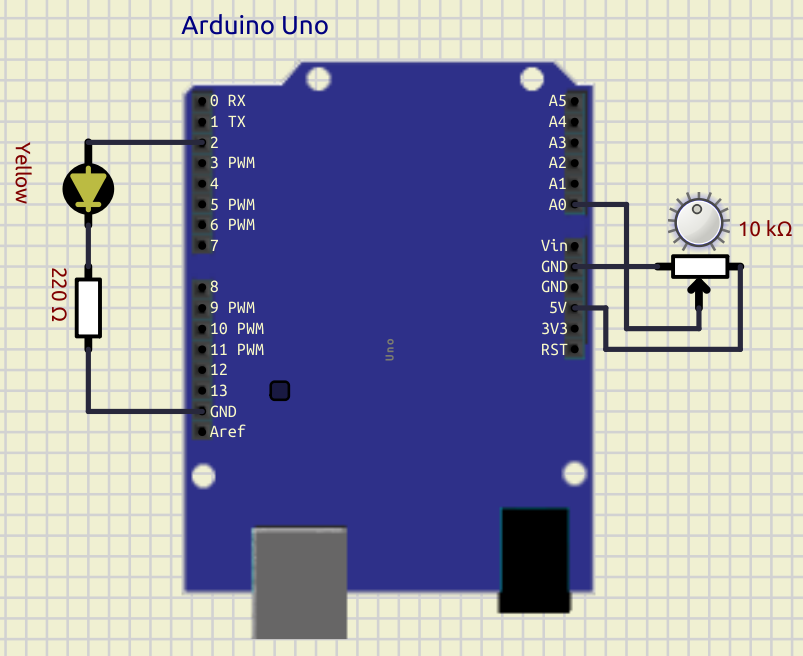 Arduino Uno
0 RX
1 TX
2
3 PWM
4
5 PWM
6 PWM
7
8
9 PWM
10 PWM
11 PWM
12
13
GND
Aref
A5
A4
A3
A2
A1
A0
Vin
GND
GND
5V
3V3
RST
Uno
Yellow
220 Ω
10 kΩ